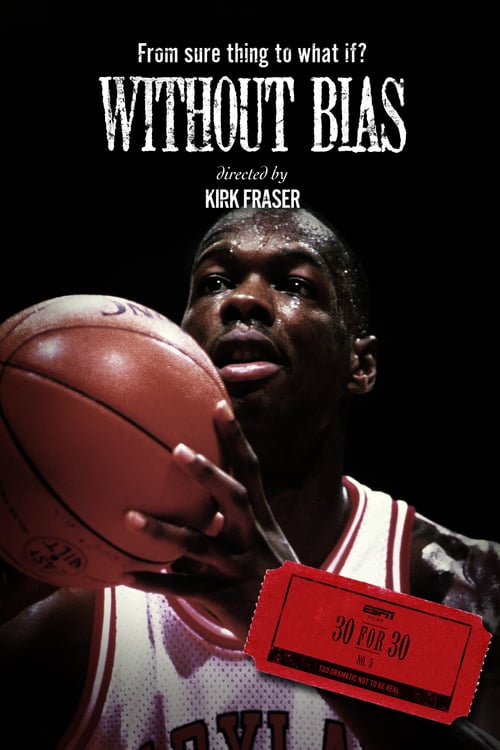 From sure thing to what if?
WITHOUT BIAS
directed by
KIRK FRASER
ESPN
FILMS
30 FOR 30
NO. 5
TOO DRAMATIC NOT TO BE REAL